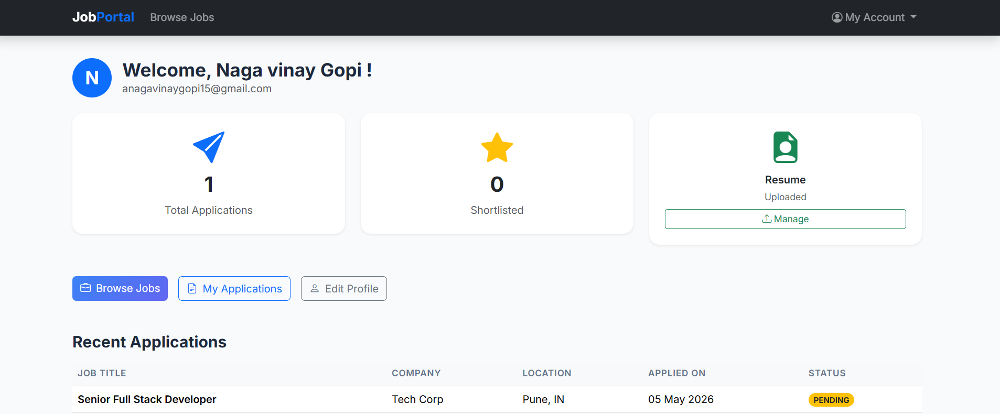 JobPortal Browse Jobs My Account
N
Welcome, Naga vinay Gopi !
anagavinaygopi15@gmail.com
1
Total Applications
0
Shortlisted
Resume
Uploaded
Manage
Browse Jobs My Applications Edit Profile
Recent Applications
JOB TITLE COMPANY LOCATION APPLIED ON STATUS
Senior Full Stack Developer Tech Corp Pune, IN 05 May 2026 PENDING